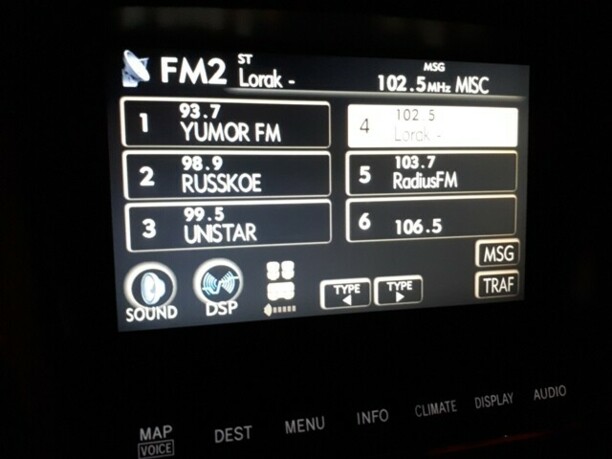 FM2 ST Lorak - MSG 102.5MHz MISC
1 93.7 YUMOR FM
2 98.9 RUSSKOE
3 99.5 UNISTAR
4 102.5 Lorak -
5 103.7 RadiusFM
6 106.5
MSG
TRAF
SOUND
DSP
TYPE
TYPE
MAP
VOICE
DEST
MENU
INFO
CLIMATE
DISPLAY
AUDIO